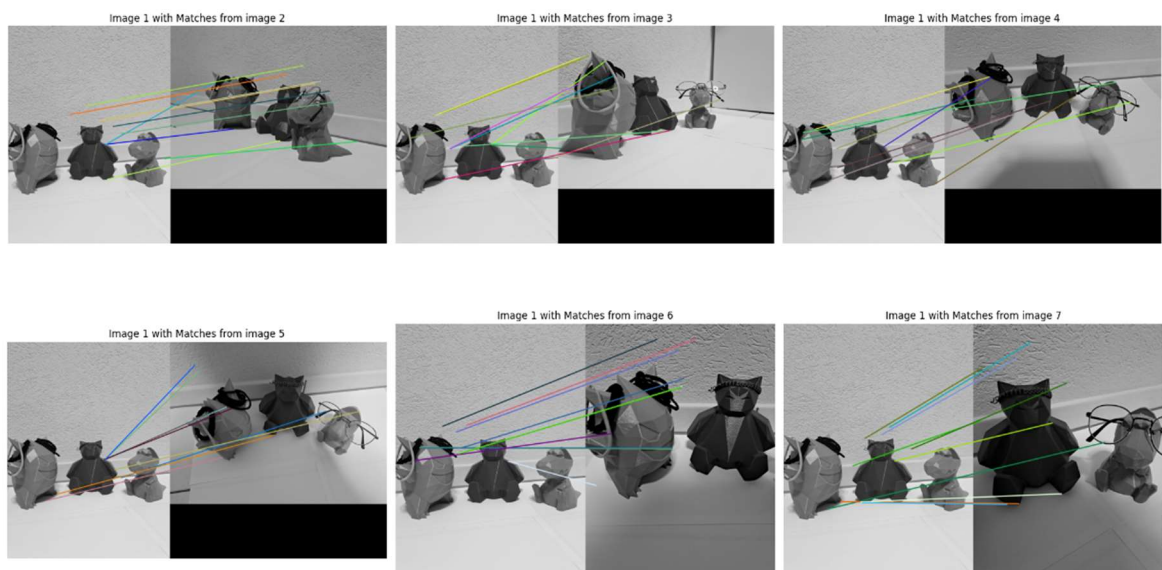 Image 1 with Matches from image 2
Image 1 with Matches from image 3
Image 1 with Matches from image 4
Image 1 with Matches from image 5
Image 1 with Matches from image 6
Image 1 with Matches from image 7